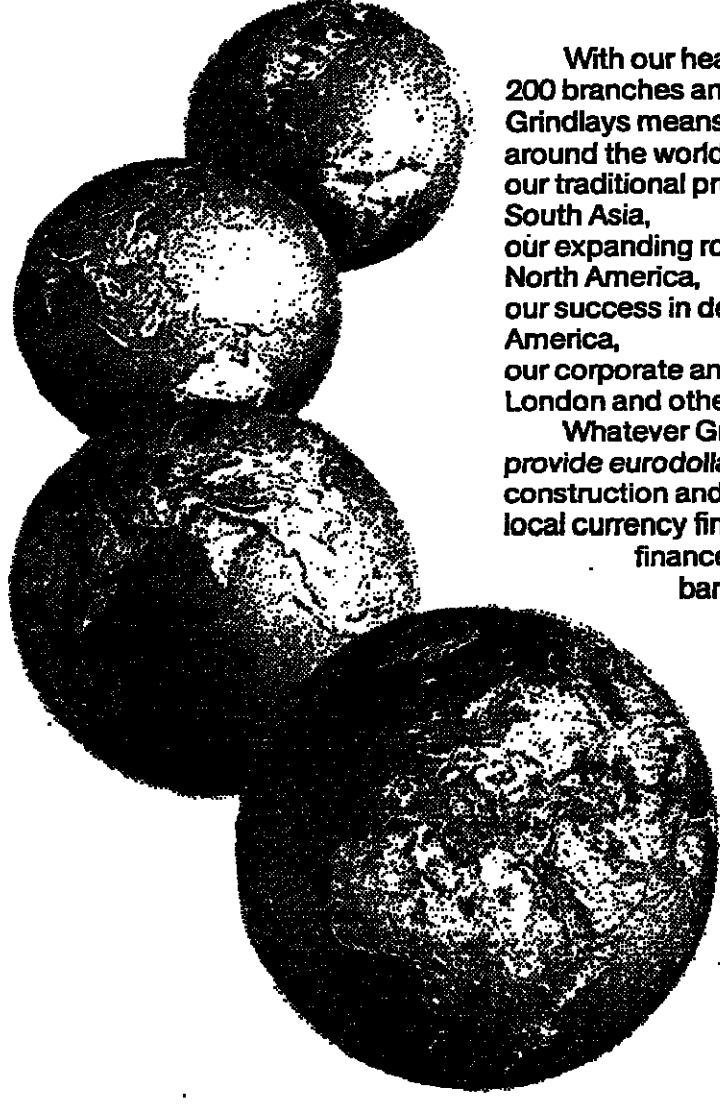 With our hea
200 branches an
Grindlays means
around the world
our traditional pr
South Asia,
our expanding ro
North America,
our success in de
America,
our corporate an
London and othe
Whatever Gr
provide eurodolla
construction and
local currency fin
finance
ban